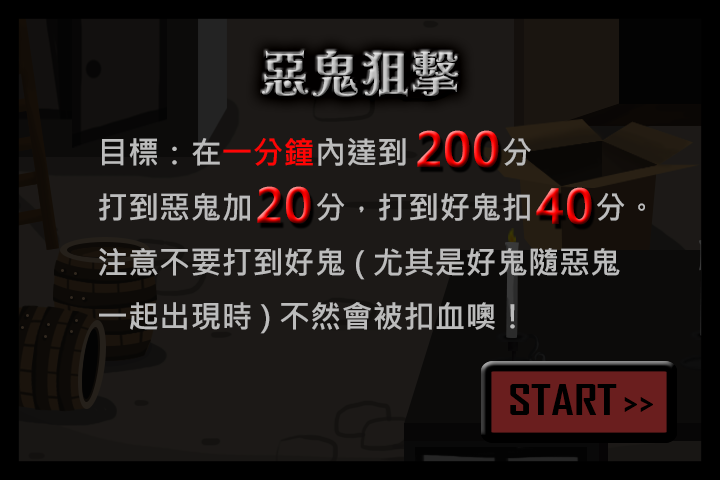 惡鬼狙擊
目標：在一分鐘內達到 200分
打到惡鬼加20分，打到好鬼扣40分。
注意不要打到好鬼 ( 尤其是好鬼隨惡鬼
一起出現時 ) 不然會被扣血噢！
START >>